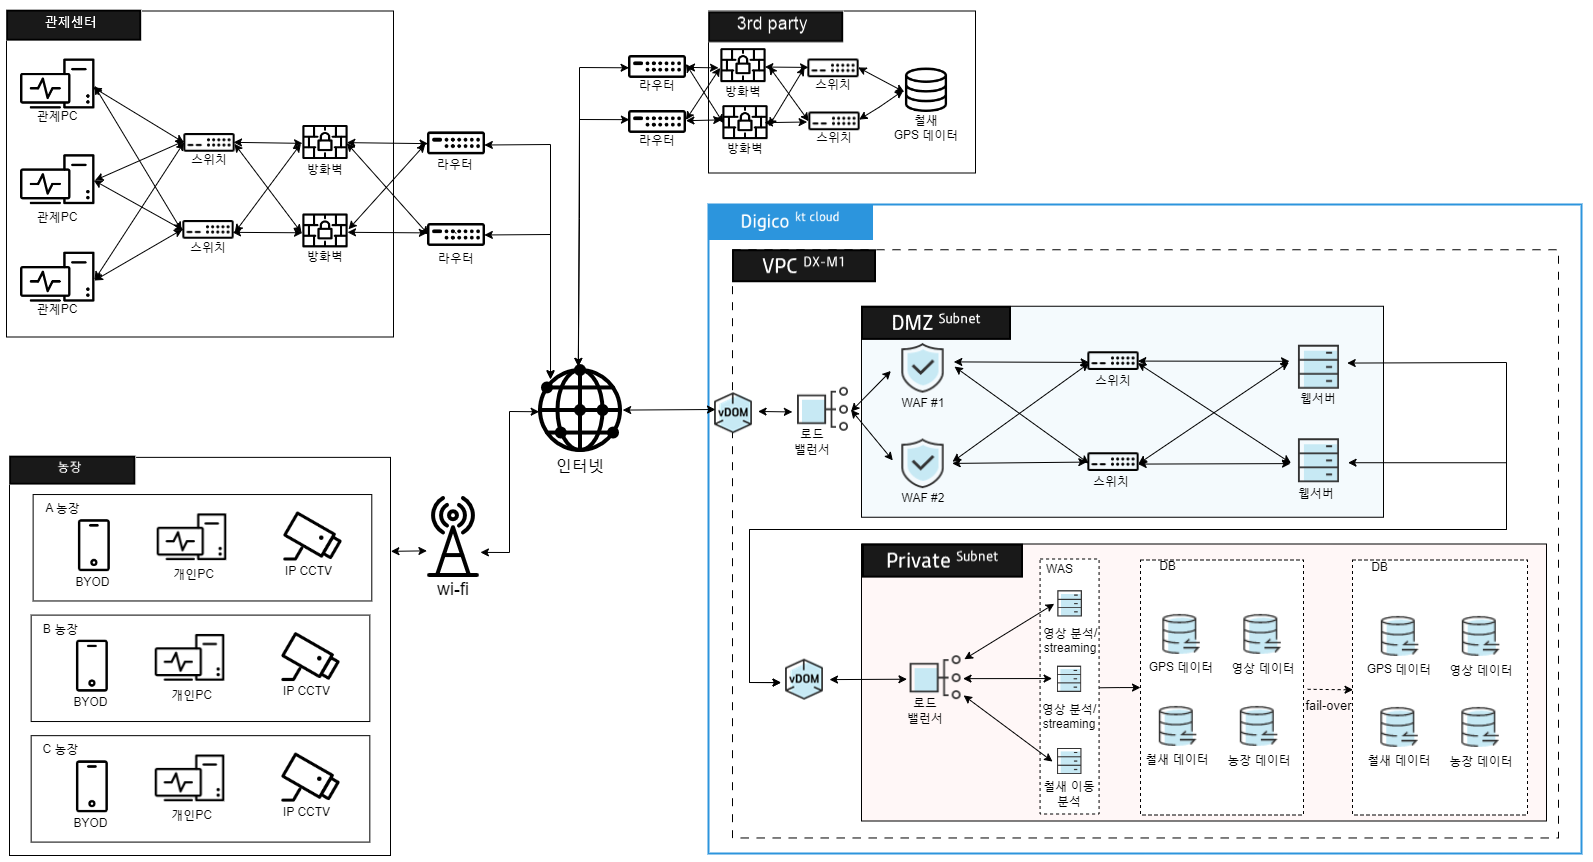 관제센터
관제PC
관제PC
관제PC
스위치
스위치
방화벽
방화벽
라우터
라우터
3rd party
라우터
라우터
방화벽
방화벽
스위치
스위치
철새
GPS 데이터
인터넷
wi-fi
농장
A 농장
BYOD
개인PC
IP CCTV
B 농장
BYOD
개인PC
IP CCTV
C 농장
BYOD
개인PC
IP CCTV
Digico kt cloud
VPC DX-M1
vDOM
로드
밸런서
DMZ Subnet
WAF #1
WAF #2
스위치
스위치
웹서버
웹서버
Private Subnet
vDOM
로드
밸런서
WAS
영상 분석/
streaming
영상 분석/
streaming
철새 이동
분석
DB
GPS 데이터
영상 데이터
철새 데이터
농장 데이터
fail-over
DB
GPS 데이터
영상 데이터
철새 데이터
농장 데이터